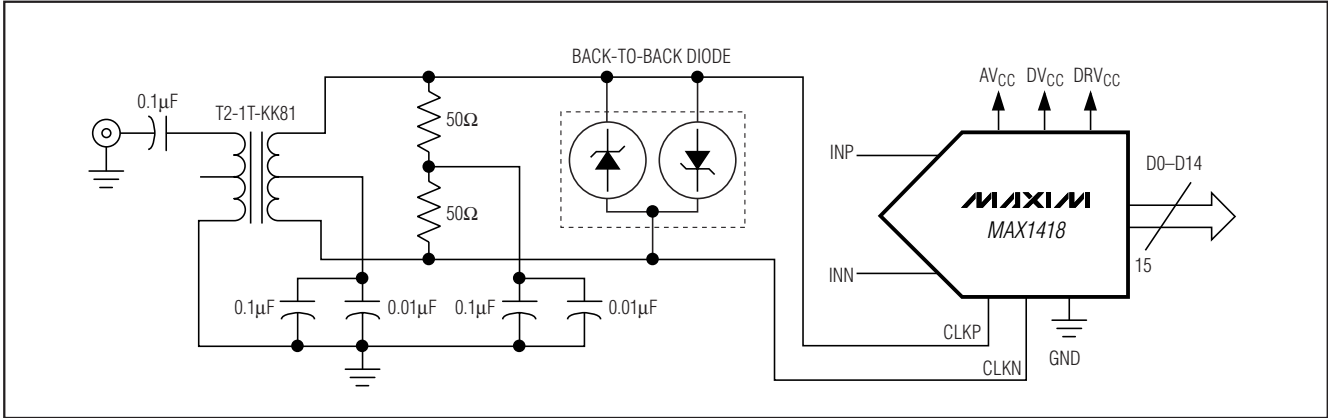 BACK-TO-BACK DIODE
0.1μF
T2-1T-KK81
50Ω
50Ω
0.1μF
0.01μF
0.1μF
0.01μF
AVCC
DVCC
DRVCC
INP
INN
MAXIM
MAX1418
D0–D14
15
CLKP
CLKN
GND